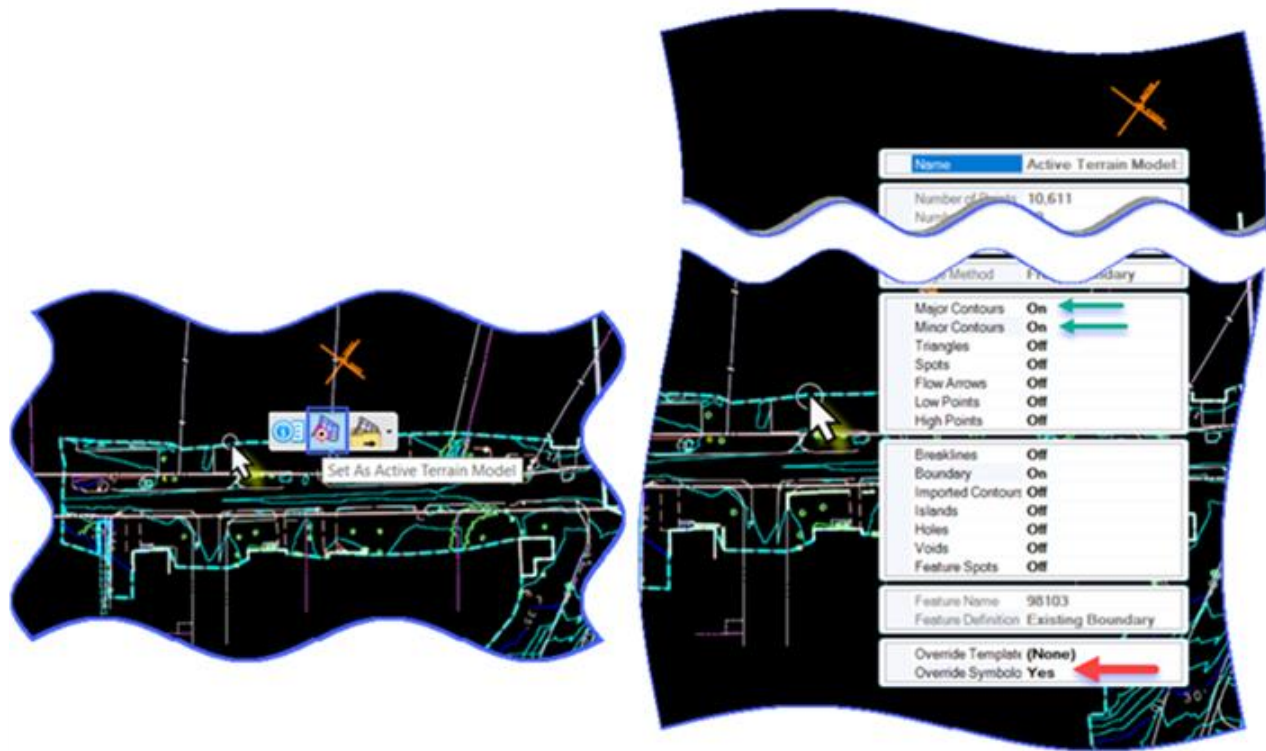 Set As Active Terrain Model
Name Active Terrain Model
Number of Points 10,611
Method
Major Contours On
Minor Contours On
Triangles Off
Spots Off
Flow Arrows Off
Low Points Off
High Points Off
Breaklines Off
Boundary On
Imported Contours Off
Islands Off
Holes Off
Voids Off
Feature Spots Off
Feature Name 98103
Feature Definition Existing Boundary
Override Template (None)
Override Symbolo Yes